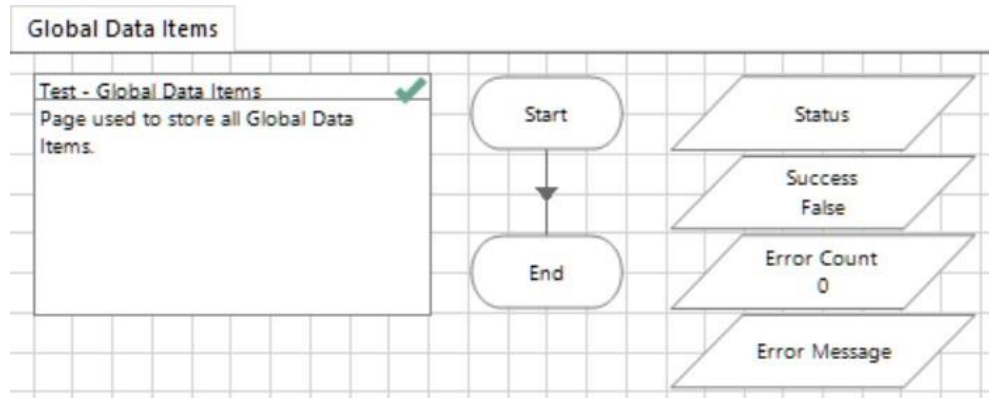 Global Data Items
Test - Global Data Items
Page used to store all Global Data
Items.
Start
End
Status
Success
False
Error Count
0
Error Message